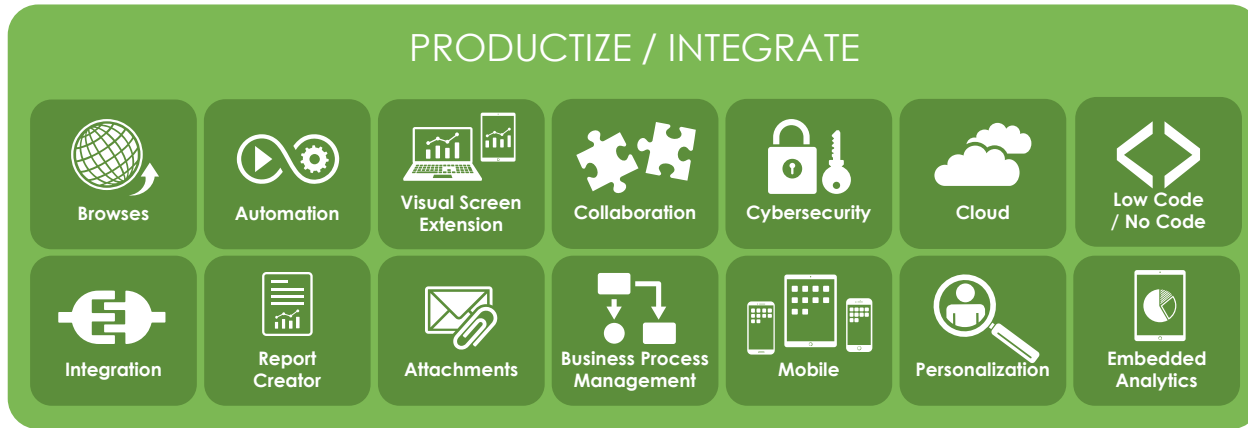 PRODUCTIZE / INTEGRATE
Browses
Automation
Visual Screen
Extension
Collaboration
Cybersecurity
Cloud
Low Code
/ No Code
Integration
Report
Creator
Attachments
Business Process
Management
Mobile
Personalization
Embedded
Analytics